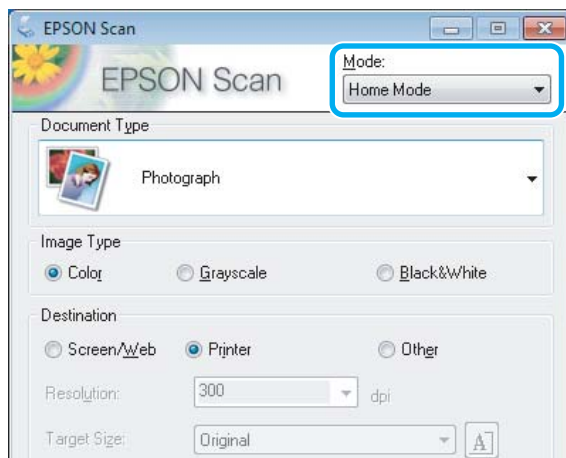 EPSON Scan
EPSON Scan
Mode:
Home Mode
Document Type
Photograph
Image Type
Color Grayscale Black&White
Destination
Screen/Web Printer Other
Resolution: 300 dpi
Target Size: Original A